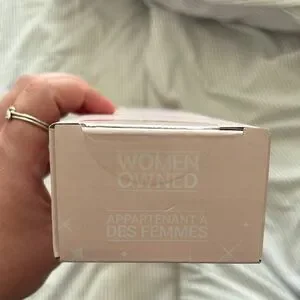 WOMEN
OWNED
APPARTENANT À
DES FEMMES